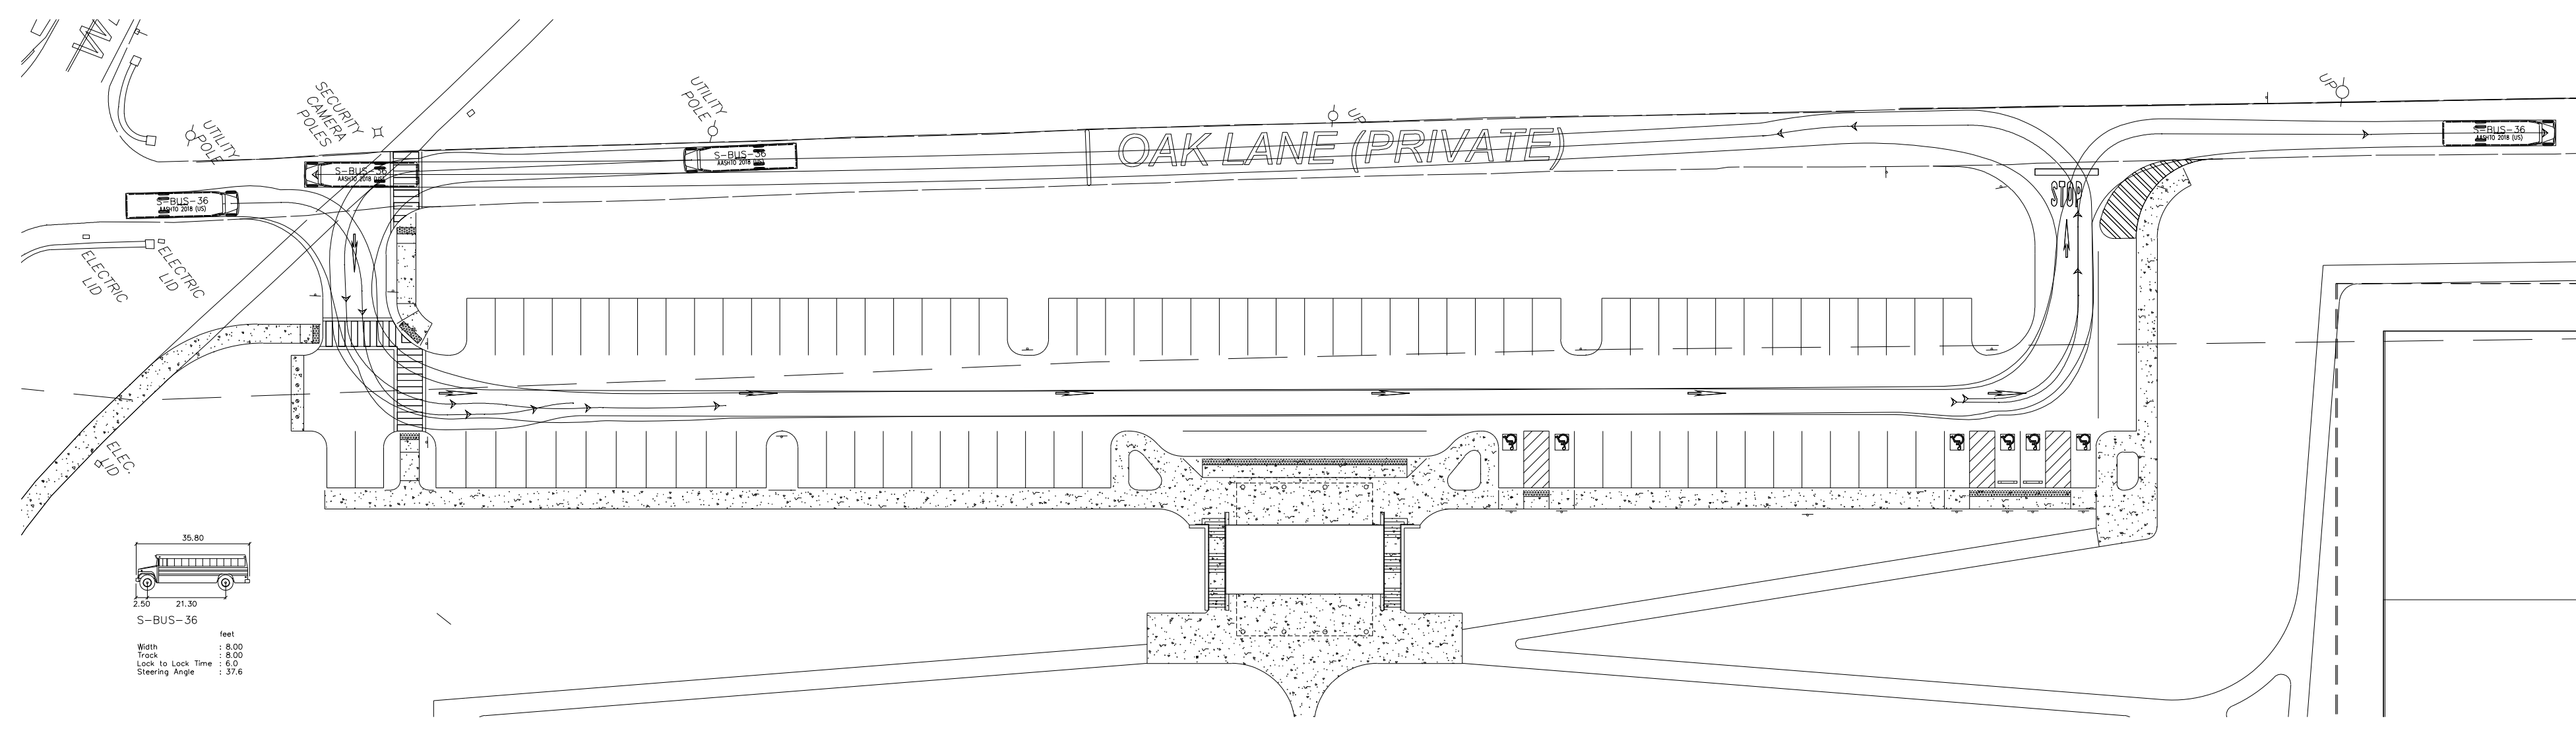 W
SECURITY
CAMERA
POLES
UTILITY
POLE
UTILITY
POLE
UP
UP
OAK LANE (PRIVATE)
S-BUS-36
AASHTO 2018 (US)
S-BUS-36
AASHTO 2018 (US)
S-BUS-36
AASHTO 2018
S-BUS-36
AASHTO 2018 (US)
STOP
ELECTRIC
LID
ELECTRIC
LID
ELEC.
LID
35.80
2.50 21.30
S-BUS-36
feet
Width : 8.00
Track : 8.00
Lock to Lock Time : 6.0
Steering Angle : 37.6